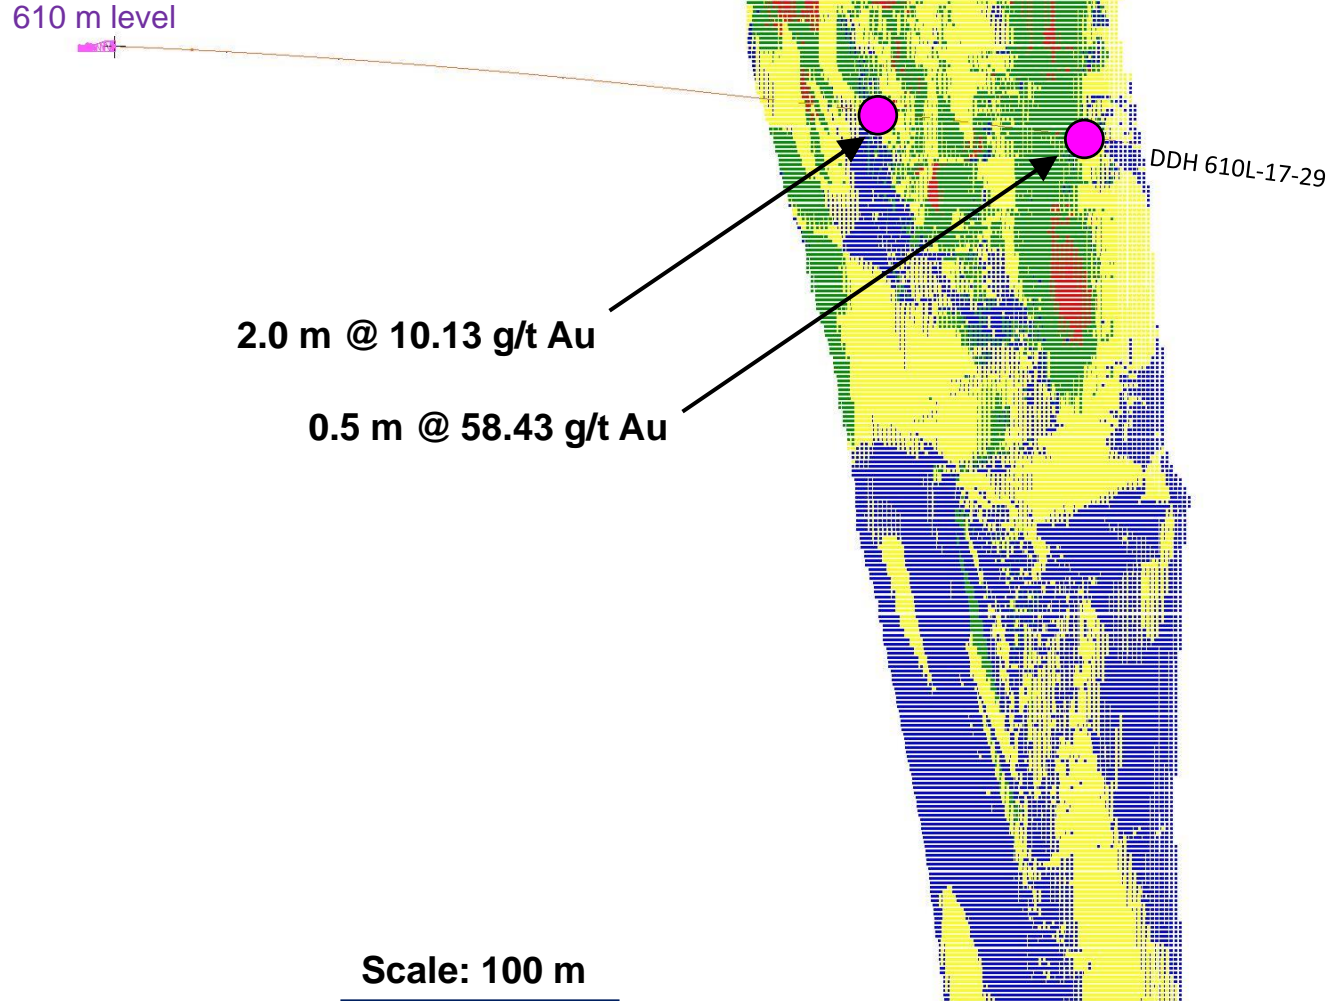 610 m level
DDH 610L-17-29
2.0 m @ 10.13 g/t Au
0.5 m @ 58.43 g/t Au
Scale: 100 m